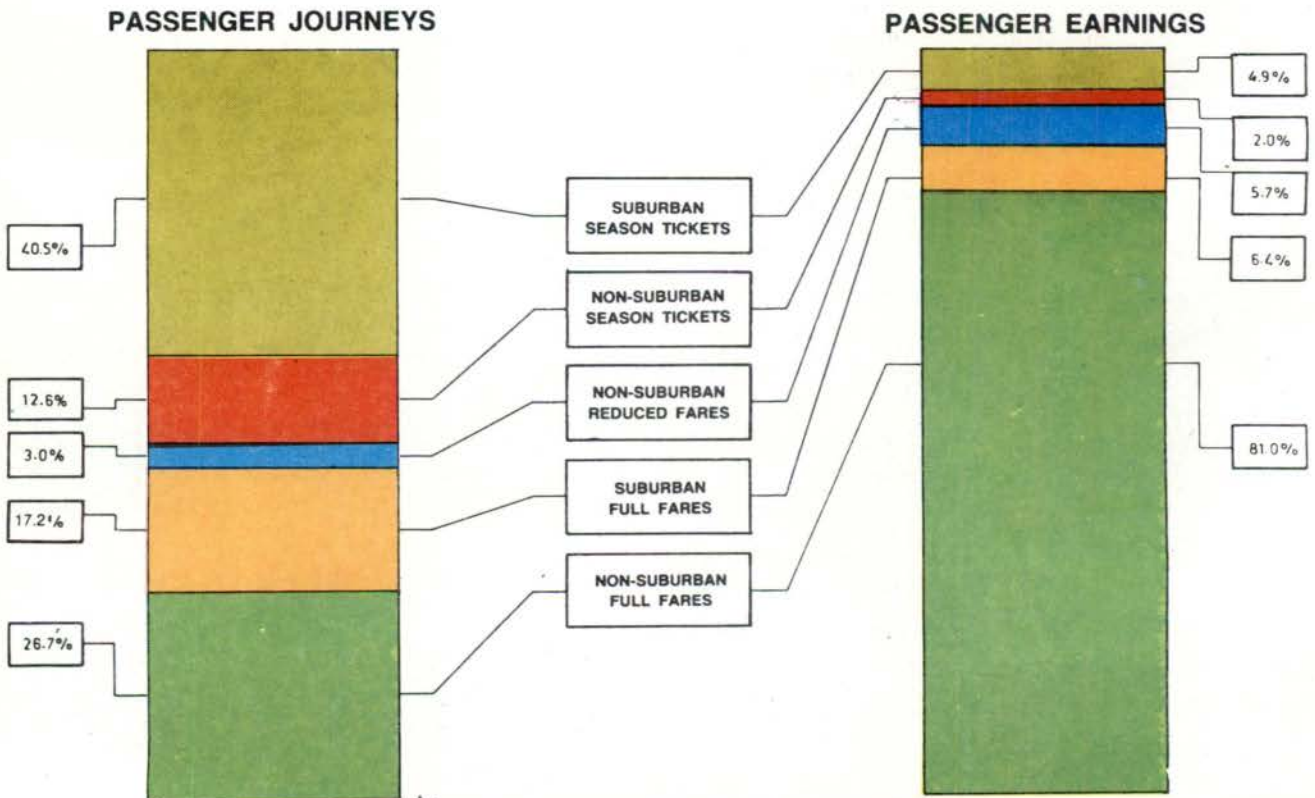 PASSENGER JOURNEYS
40.5%
12.6%
3.0%
17.2%
26.7%
SUBURBAN
SEASON TICKETS
NON-SUBURBAN
SEASON TICKETS
NON-SUBURBAN
REDUCED FARES
SUBURBAN
FULL FARES
NON-SUBURBAN
FULL FARES
PASSENGER EARNINGS
4.9%
2.0%
5.7%
6.4%
81.0%